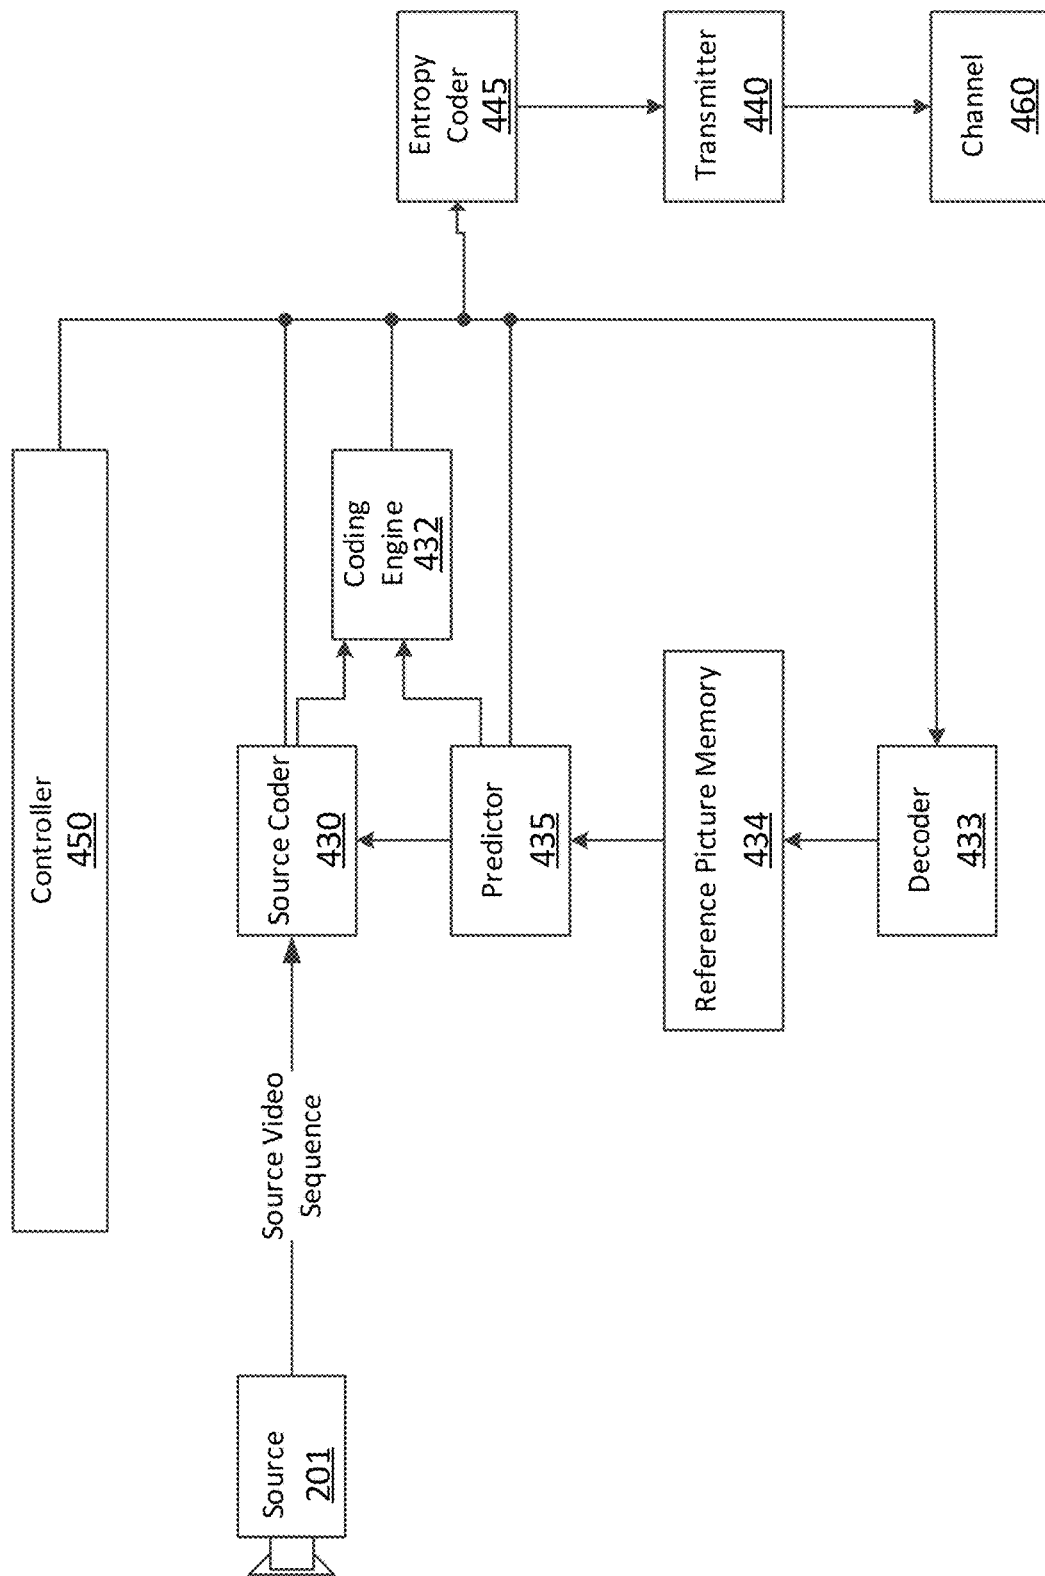 Controller
450
Source
201
Source Video
Sequence
Source Coder
430
Coding
Engine
432
Predictor
435
Reference Picture Memory
434
Decoder
433
Entropy
Coder
445
Transmitter
440
Channel
460